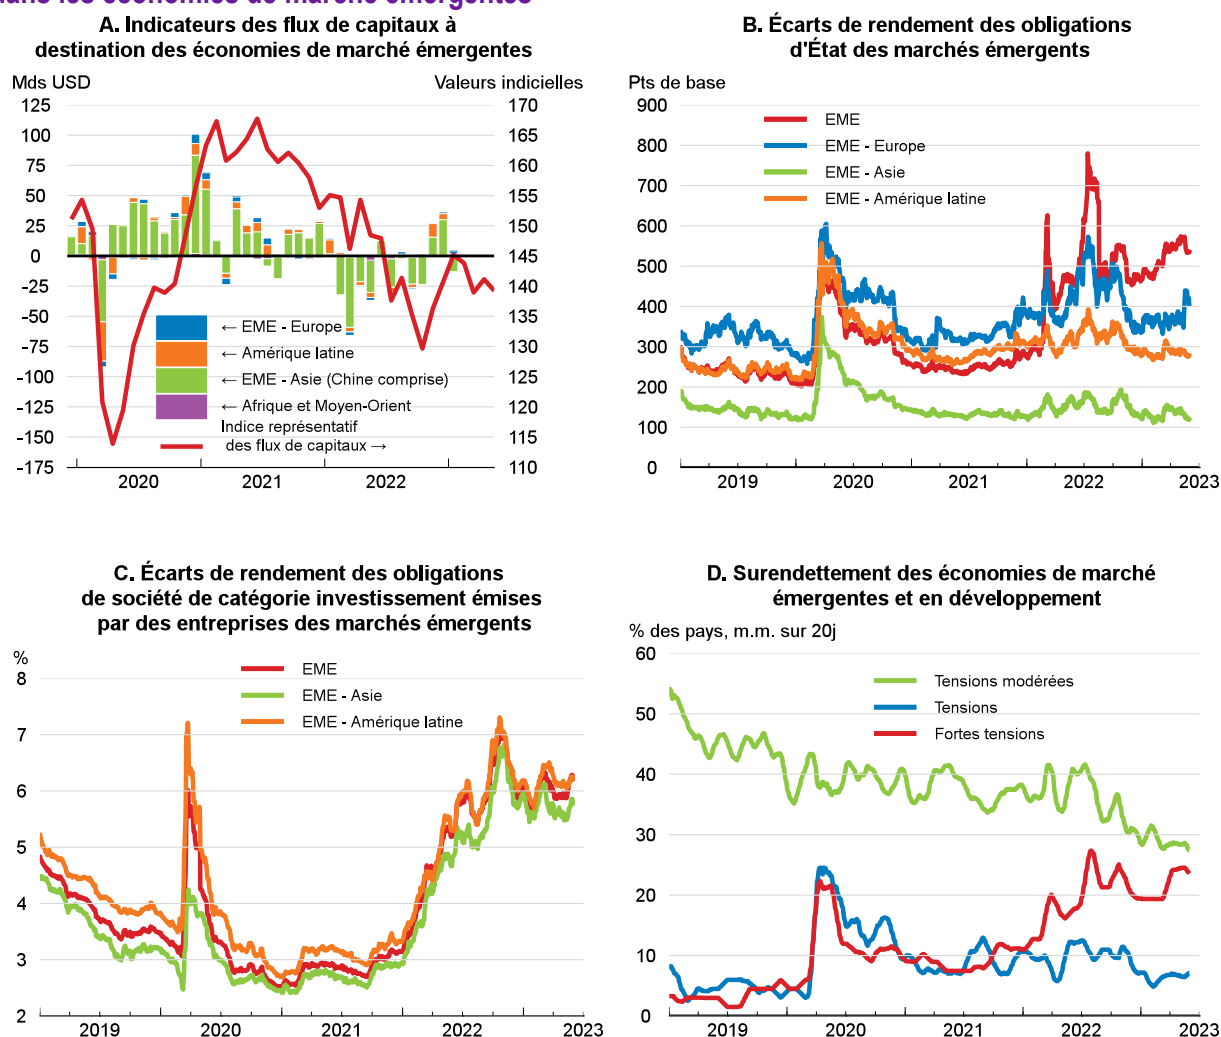 dans les économies de marché émergentes
A. Indicateurs des flux de capitaux à
destination des économies de marché émergentes
Mds USD
Valeurs indicielles
125
100
75
50
25
0
-25
-50
-75
-100
-125
-150
-175
170
165
160
155
150
145
140
135
130
125
120
115
110
← EME - Europe
← Amérique latine
← EME - Asie (Chine comprise)
← Afrique et Moyen-Orient
Indice représentatif
des flux de capitaux →
2020
2021
2022
B. Écarts de rendement des obligations
d'État des marchés émergents
Pts de base
900
800
700
600
500
400
300
200
100
0
EME
EME - Europe
EME - Asie
EME - Amérique latine
2019
2020
2021
2022
2023
C. Écarts de rendement des obligations
de société de catégorie investissement émises
par des entreprises des marchés émergents
%
8
7
6
5
4
3
2
EME
EME - Asie
EME - Amérique latine
2019
2020
2021
2022
2023
D. Surendettement des économies de marché
émergentes et en développement
% des pays, m.m. sur 20j
60
50
40
30
20
10
0
Tensions modérées
Tensions
Fortes tensions
2019
2020
2021
2022
2023